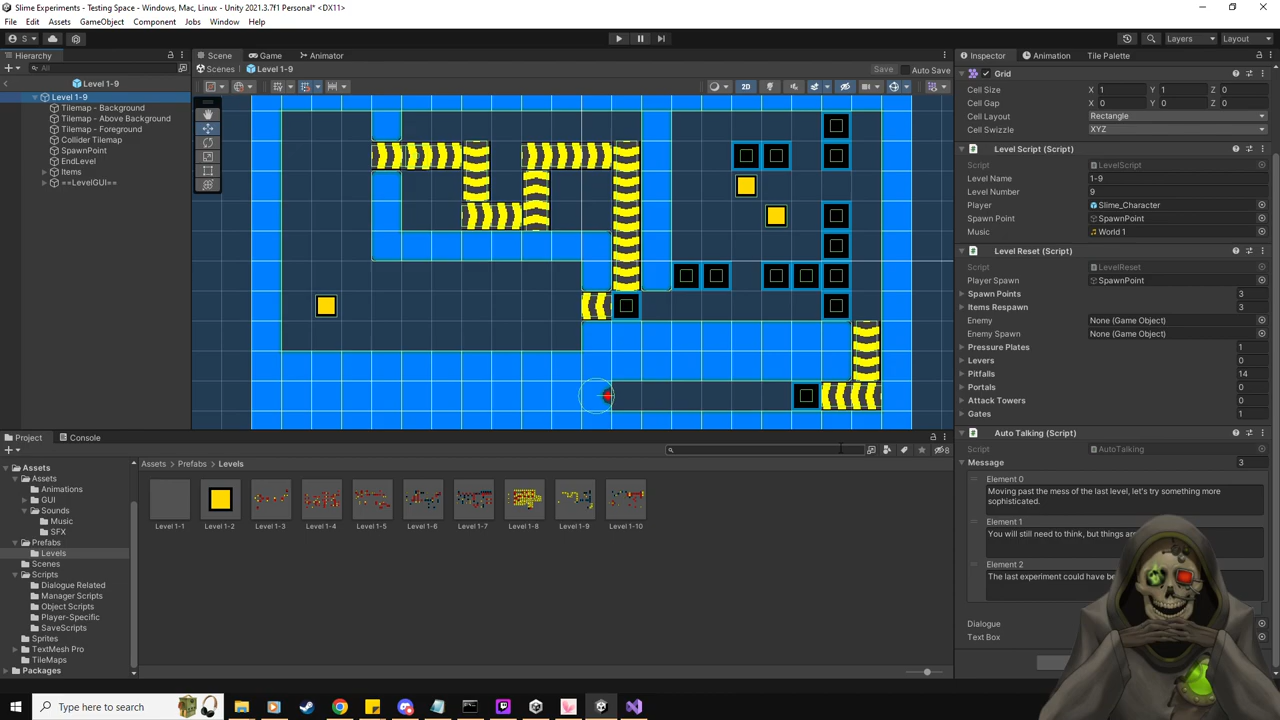 Slime Experiments - Testing Space - Windows, Mac, Linux - Unity 2021.3.7f1 Personal* <DX11>
File Edit Assets GameObject Component Jobs Window Help
S Layers Layout
Hierarchy Scene Game Animator Inspector Animation Tile Palette
All
Scenes Level 1-9 Save Auto Save
Level 1-9
2D
Level 1-9
Tilemap - Background
Tilemap - Above Background
Tilemap - Foreground
Collider Tilemap
SpawnPoint
EndLevel
Items
==LevelGUI==
Grid
Cell Size X 1 Y 1 Z 0
Cell Gap X 0 Y 0 Z 0
Cell Layout Rectangle
Cell Swizzle XYZ
Level Script (Script)
Script LevelScript
Level Name 1-9
Level Number 9
Player Slime_Character
Spawn Point SpawnPoint
Music World 1
Level Reset (Script)
Script LevelReset
Player Spawn SpawnPoint
Spawn Points 3
Items Respawn 3
Enemy None (Game Object)
Enemy Spawn None (Game Object)
Pressure Plates 1
Levers 0
Pitfalls 14
Portals 0
Attack Towers 0
Gates 1
Auto Talking (Script)
Script AutoTalking
Message 3
Element 0
Moving past the mess of the last level, let's try something more
sophisticated.
Element 1
You will still need to think, but things ar
Element 2
The last experiment could have be
Dialogue
Text Box
Project Console
8
Assets
Assets
Animations
GUI
Sounds
Music
SFX
Prefabs
Levels
Scenes
Scripts
Dialogue Related
Manager Scripts
Object Scripts
Player-Specific
SaveScripts
Sprites
TextMesh Pro
TileMaps
Packages
Assets > Prefabs > Levels
Level 1-1 Level 1-2 Level 1-3 Level 1-4 Level 1-5 Level 1-6 Level 1-7 Level 1-8 Level 1-9 Level 1-10
Type here to search